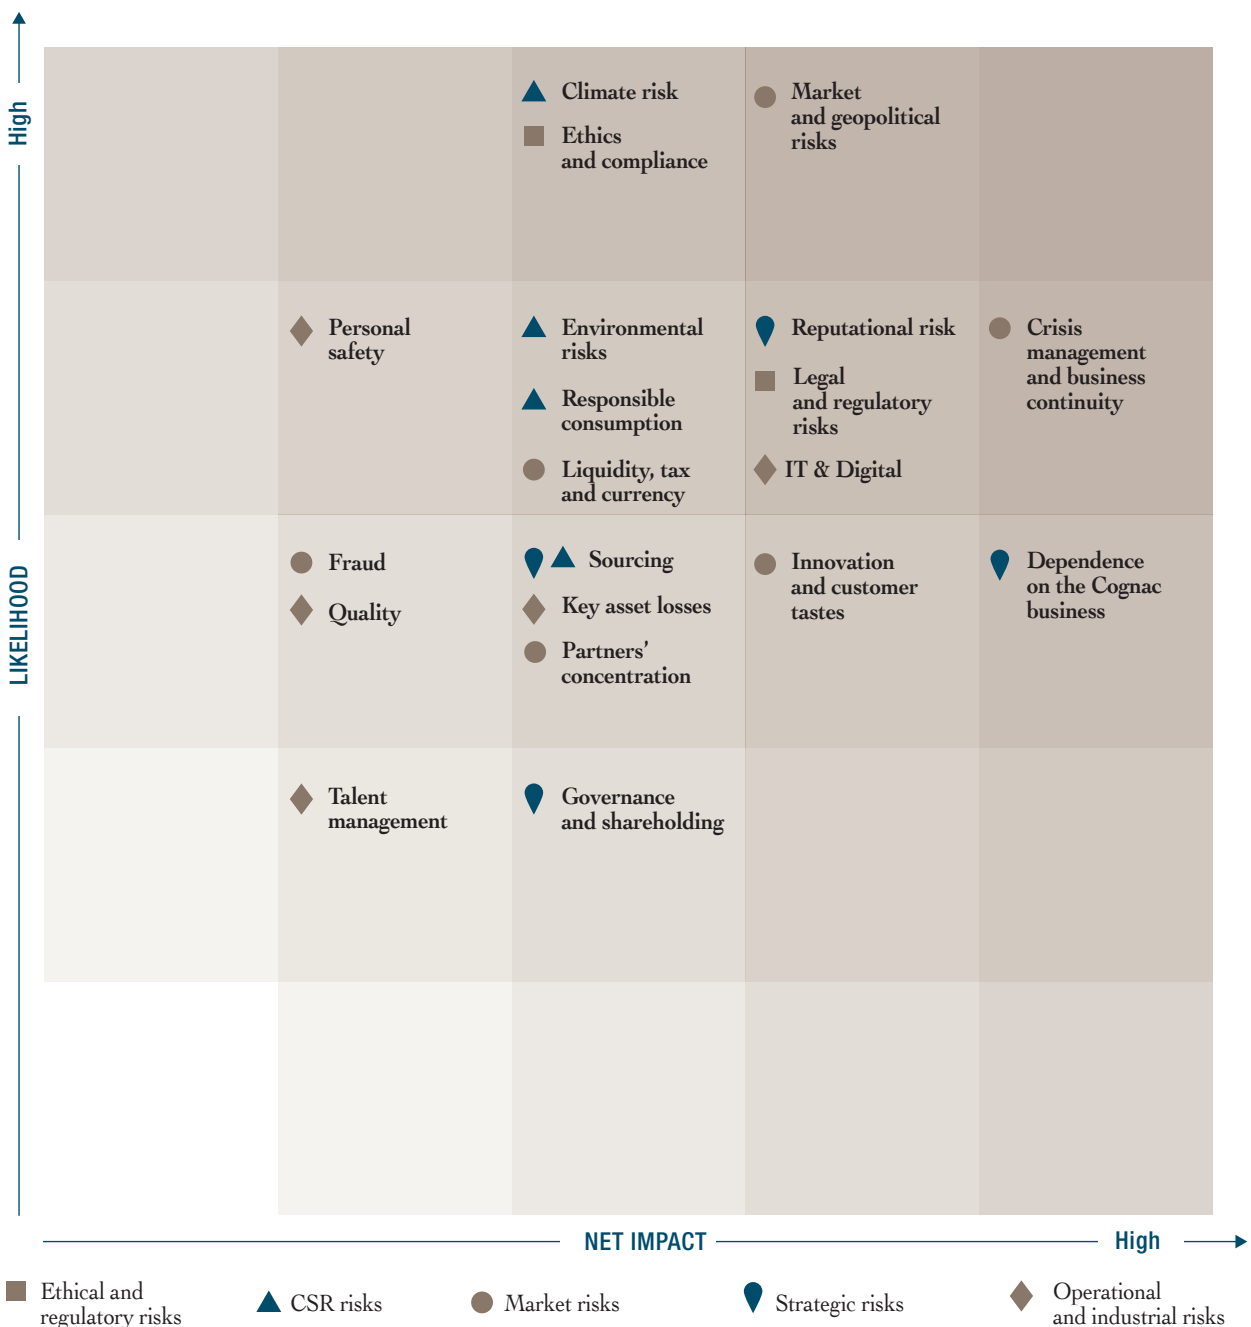 High
LIKELIHOOD
Climate risk
Ethics
and compliance
Market
and geopolitical
risks
Personal
safety
Environmental
risks
Responsible
consumption
Liquidity, tax
and currency
Reputational risk
Legal
and regulatory
risks
IT & Digital
Crisis
management
and business
continuity
Fraud
Quality
Sourcing
Key asset losses
Partners’
concentration
Innovation
and customer
tastes
Dependence
on the Cognac
business
Talent
management
Governance
and shareholding
NET IMPACT
High
Ethical and
regulatory risks
CSR risks
Market risks
Strategic risks
Operational
and industrial risks